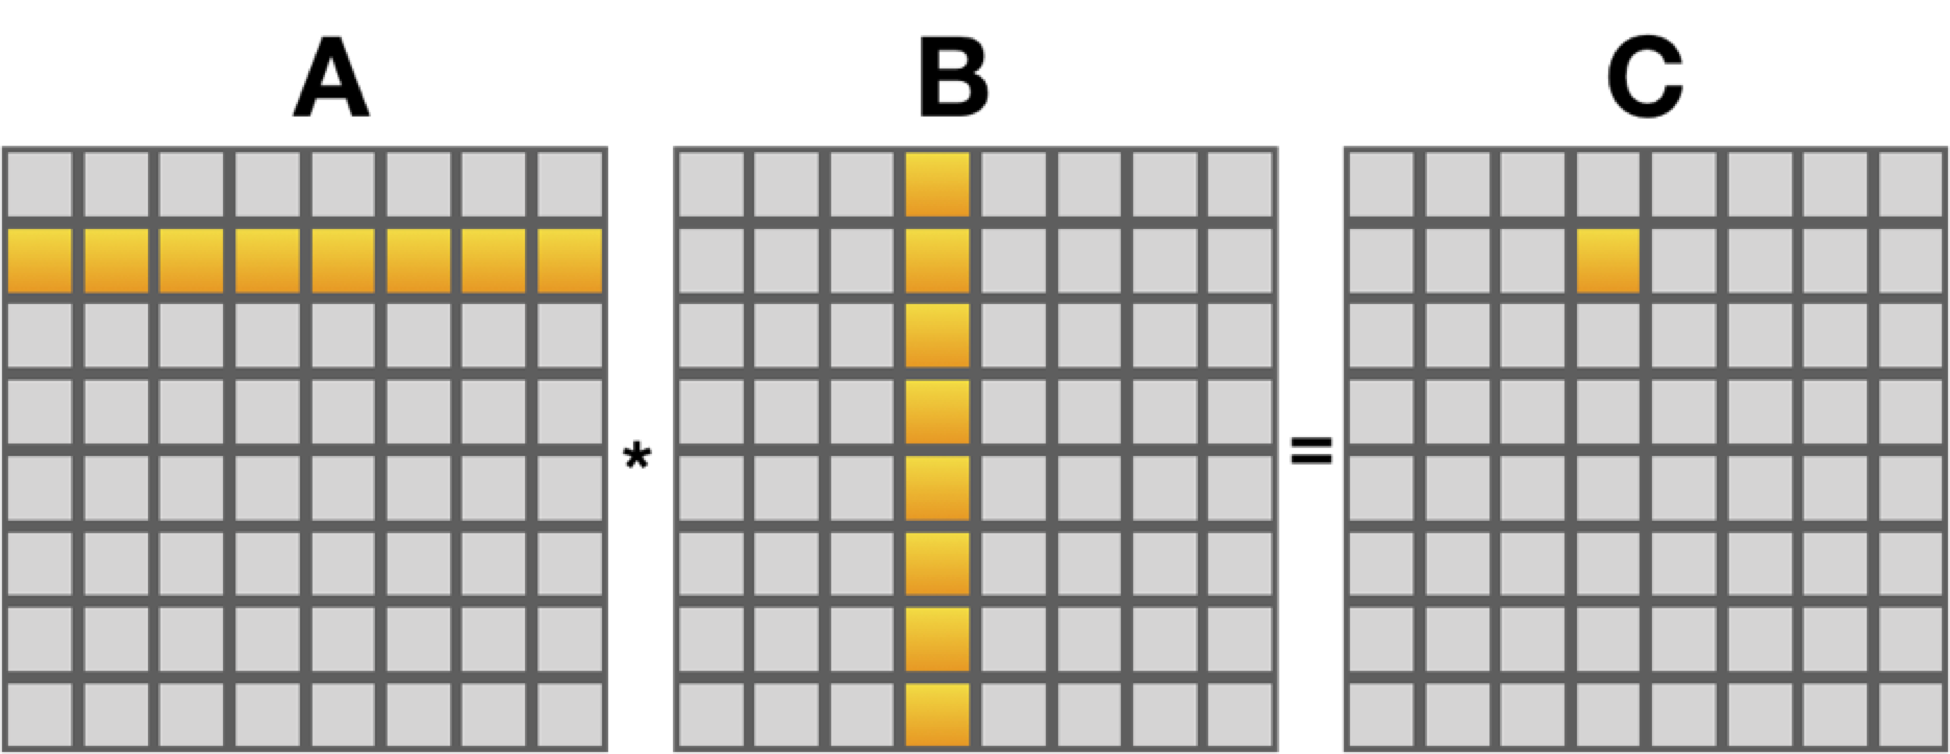 A B C
* =